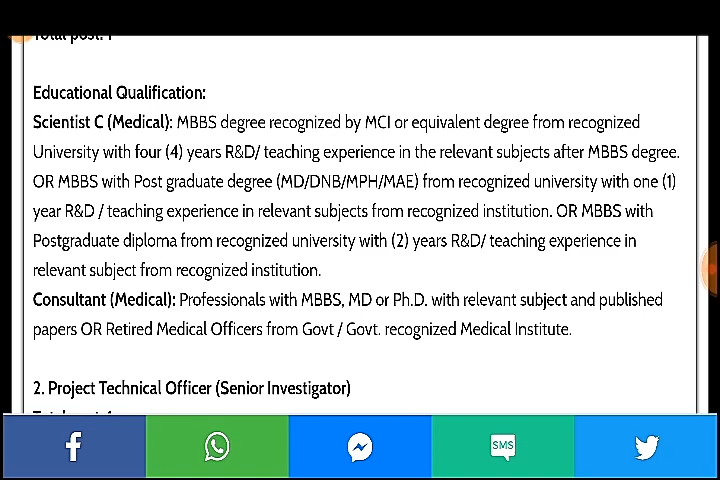 Total post: 1
Educational Qualification:
Scientist C (Medical): MBBS degree recognized by MCI or equivalent degree from recognized
University with four (4) years R&D/ teaching experience in the relevant subjects after MBBS degree.
OR MBBS with Post graduate degree (MD/DNB/MPH/MAE) from recognized university with one (1)
year R&D / teaching experience in relevant subjects from recognized institution. OR MBBS with
Postgraduate diploma from recognized university with (2) years R&D/ teaching experience in
relevant subject from recognized institution.
Consultant (Medical): Professionals with MBBS, MD or Ph.D. with relevant subject and published
papers OR Retired Medical Officers from Govt / Govt. recognized Medical Institute.
2. Project Technical Officer (Senior Investigator)
SMS